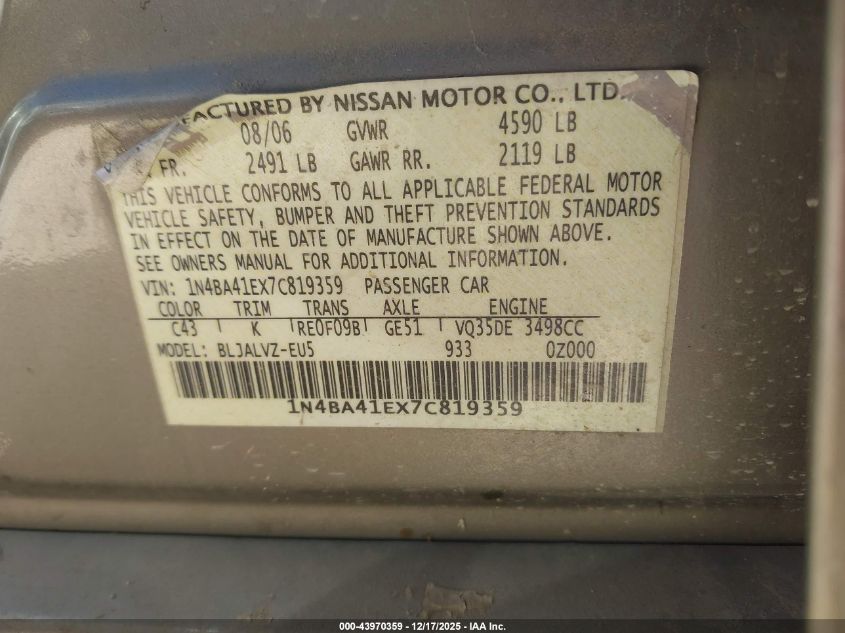 FACTURED BY NISSAN MOTOR CO., LTD.
08/06 GVWR 4590 LB
FR. 2491 LB GAWR RR. 2119 LB
THIS VEHICLE CONFORMS TO ALL APPLICABLE FEDERAL MOTOR
VEHICLE SAFETY, BUMPER AND THEFT PREVENTION STANDARDS
IN EFFECT ON THE DATE OF MANUFACTURE SHOWN ABOVE.
SEE OWNERS MANUAL FOR ADDITIONAL INFORMATION.
VIN: 1N4BA41EX7C819359 PASSENGER CAR
COLOR TRIM TRANS AXLE ENGINE
C43 K RE0F09B GE51 VQ35DE 3498CC
MODEL: BLJALVZ-EU5 933 0Z000
1N4BA41EX7C819359
000-43970359 - 12/17/2025 - IAA Inc.